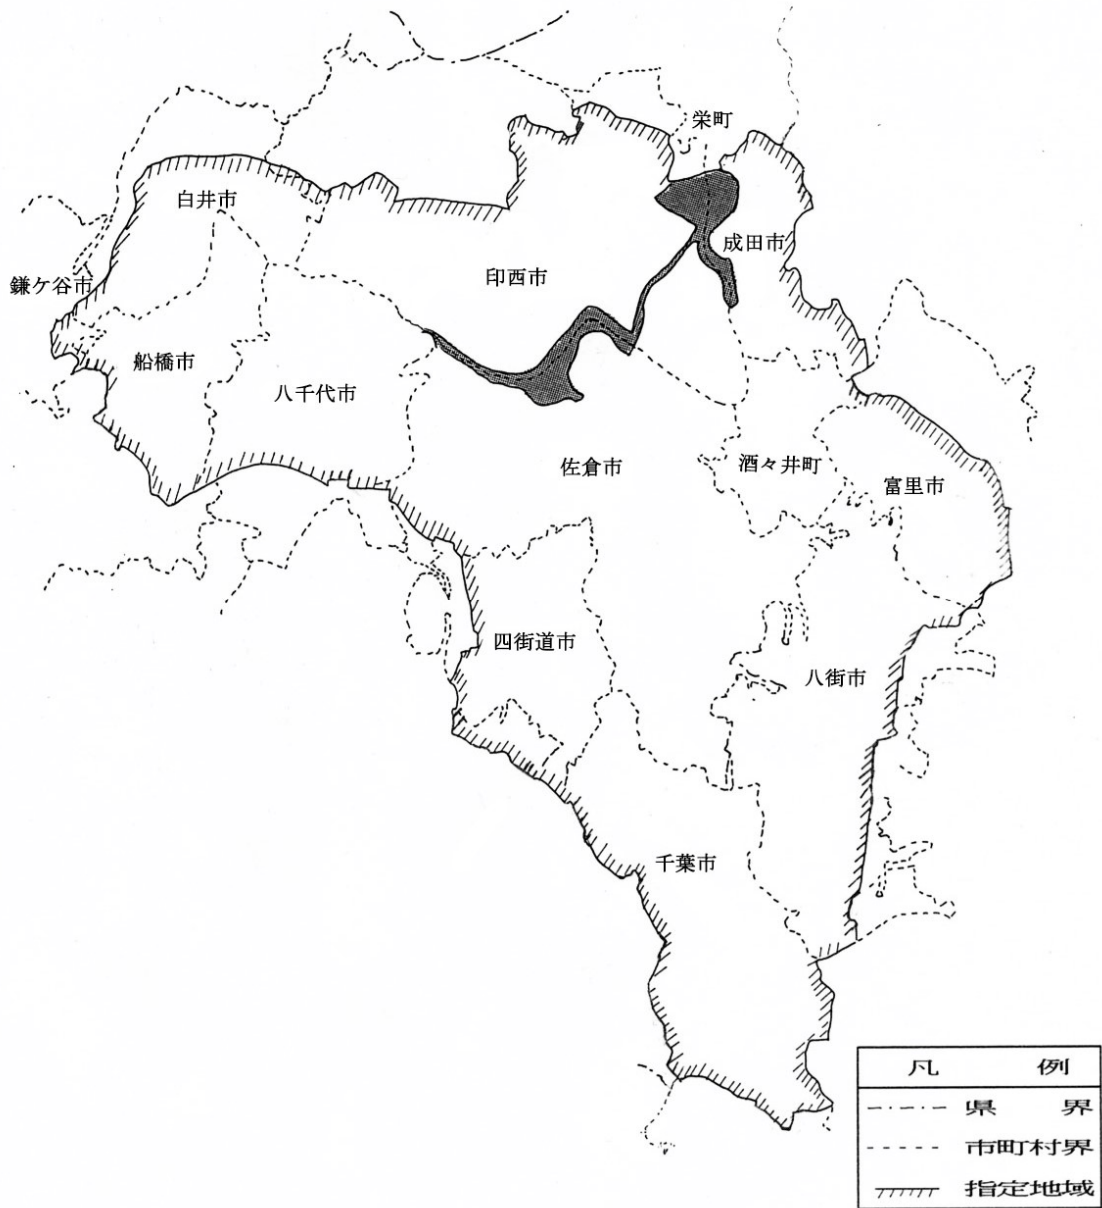 栄町
白井市
成田市
鎌ケ谷市
印西市
船橋市
八千代市
佐倉市
酒々井町
富里市
四街道市
八街市
千葉市
凡 例
県 界
市町村界
指定地域